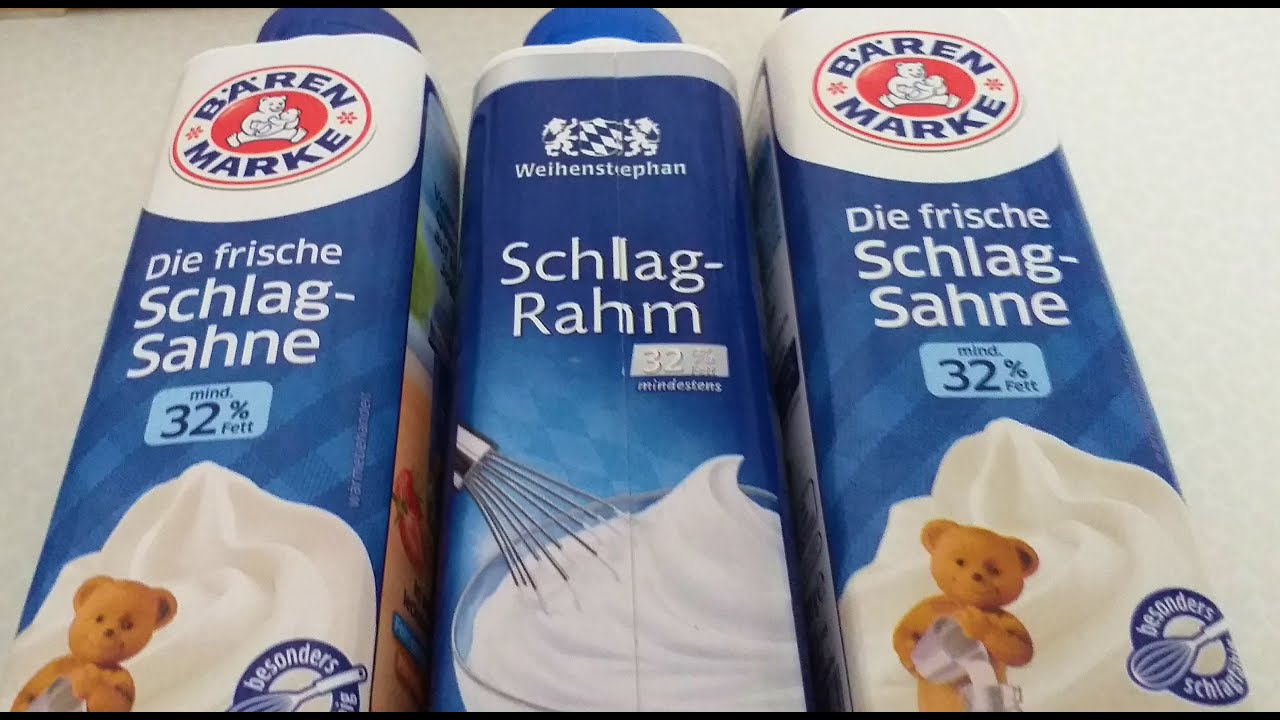 BÄREN
MARKE
Die frische
Schlag-
Sahne
mind.
32%
Fett
besonders
Weihenstephan
Schlag-
Rahm
32
mindestens
BÄREN
MARKE
Die frische
Schlag-
Sahne
mind.
32%
Fett
besonders